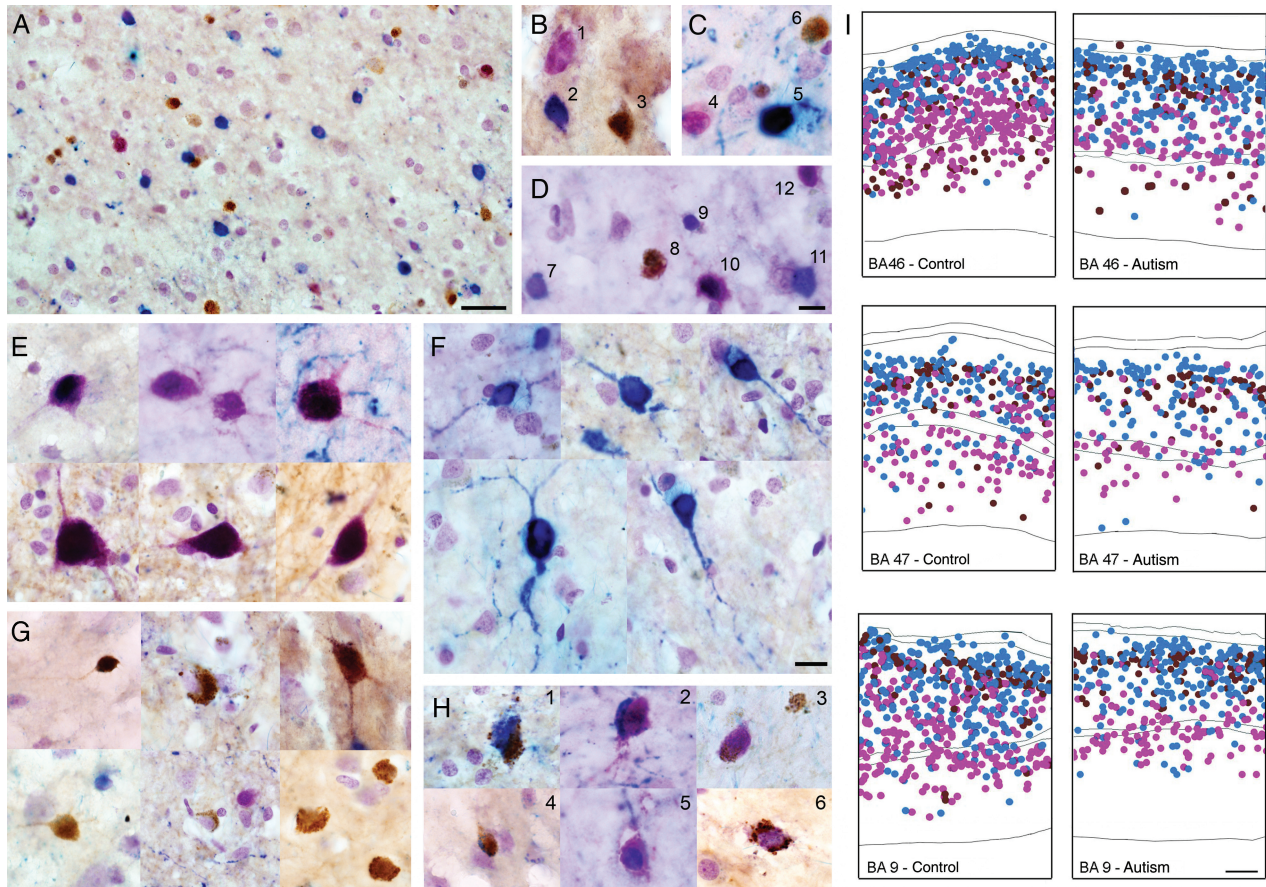 A
B
1
2
3
C
6
4
5
D
12
9
8
7
10
11
E
F
G
H
1
2
3
4
5
6
I
BA46 - Control
BA 46 - Autism
BA 47 - Control
BA 47 - Autism
BA 9 - Control
BA 9 - Autism